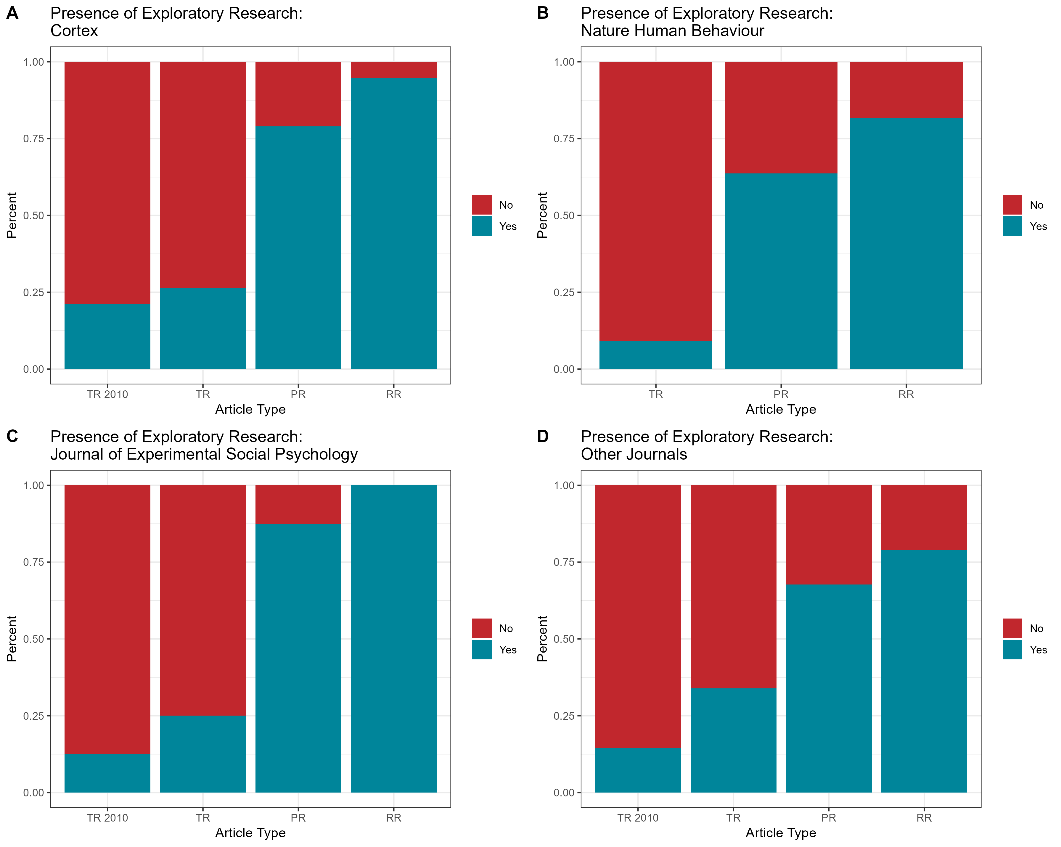 A
Presence of Exploratory Research:
Cortex
1.00
0.75
0.50
0.25
0.00
Percent
TR 2010
TR
PR
RR
Article Type
No
Yes
B
Presence of Exploratory Research:
Nature Human Behaviour
1.00
0.75
0.50
0.25
0.00
Percent
TR
PR
RR
Article Type
No
Yes
C
Presence of Exploratory Research:
Journal of Experimental Social Psychology
1.00
0.75
0.50
0.25
0.00
Percent
TR 2010
TR
PR
RR
Article Type
No
Yes
D
Presence of Exploratory Research:
Other Journals
1.00
0.75
0.50
0.25
0.00
Percent
TR 2010
TR
PR
RR
Article Type
No
Yes